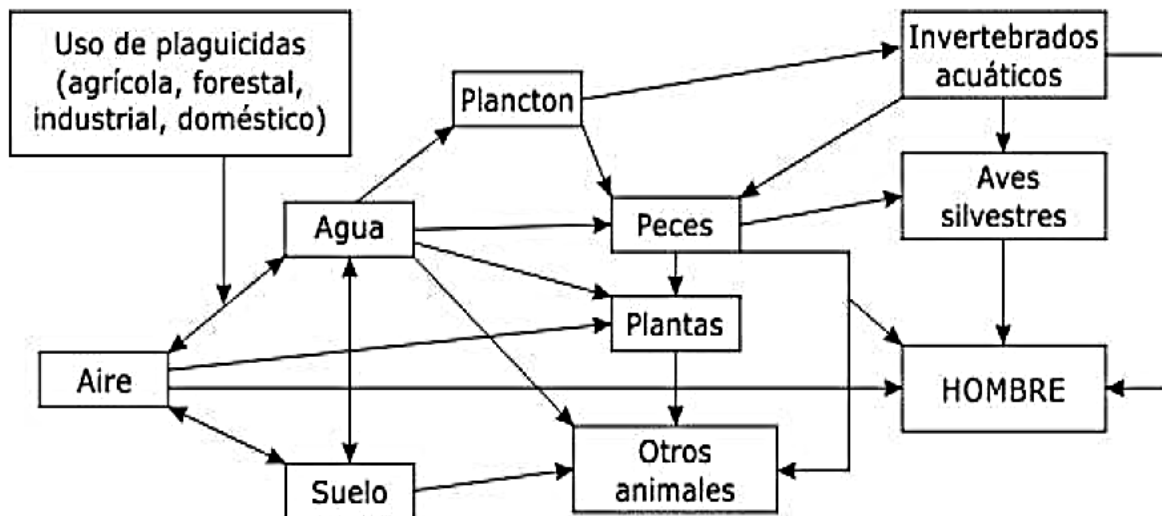 Uso de plaguicidas
(agrícola, forestal,
industrial, doméstico)
Invertebrados
acuáticos
Plancton
Aves
silvestres
Agua
Peces
Plantas
Aire
HOMBRE
Otros
animales
Suelo